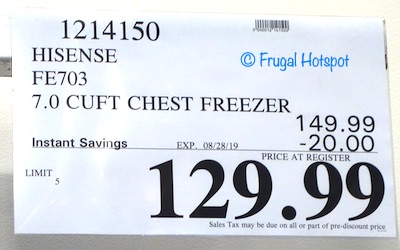 1214150
© Frugal Hotspot
HISENSE
FE703
7.0 CUFT CHEST FREEZER
149.99
Instant Savings EXP. 08/28/19 -20.00
PRICE AT REGISTER
LIMIT 5
129.99
Sales Tax may be due on all or part of pre-discount price